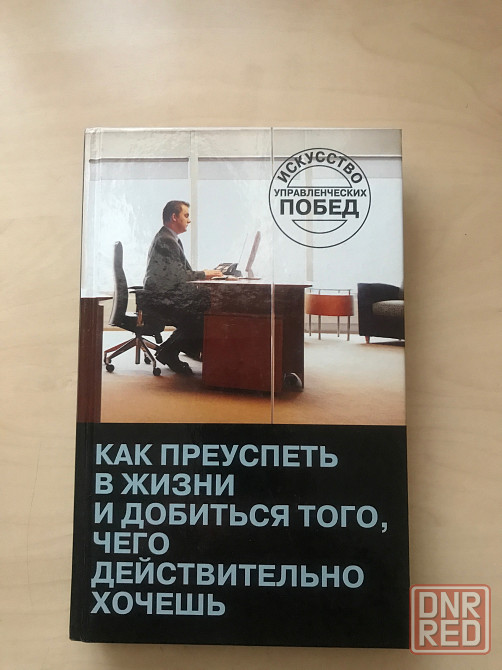 ИСКУССТВО
УПРАВЛЕНЧЕСКИХ
ПОБЕД
КАК ПРЕУСПЕТЬ
В ЖИЗНИ
И ДОБИТЬСЯ ТОГО,
ЧЕГО
ДЕЙСТВИТЕЛЬНО
ХОЧЕШЬ
DNR
RED